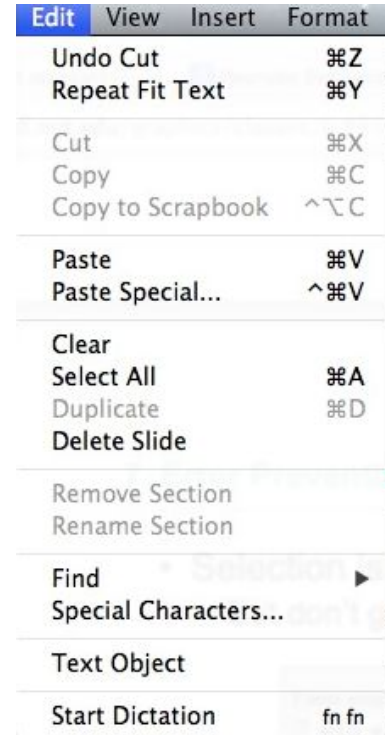 Edit View Insert Format
Undo Cut ⌘Z
Repeat Fit Text ⌘Y
Cut ⌘X
Copy ⌘C
Copy to Scrapbook ^⌥C
Paste ⌘V
Paste Special... ^⌘V
Clear
Select All ⌘A
Duplicate ⌘D
Delete Slide
Remove Section
Rename Section
Find ▶
Special Characters...
Text Object
Start Dictation fn fn